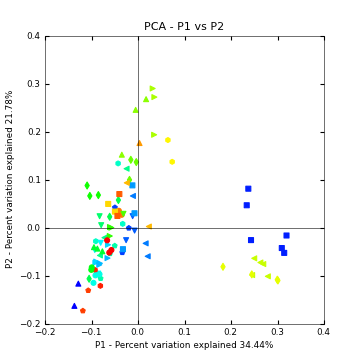 PCA - P1 vs P2
0.4
0.3
0.2
0.1
0.0
−0.1
−0.2
P2 - Percent variation explained 21.78%
−0.2 −0.1 0.0 0.1 0.2 0.3 0.4
P1 - Percent variation explained 34.44%